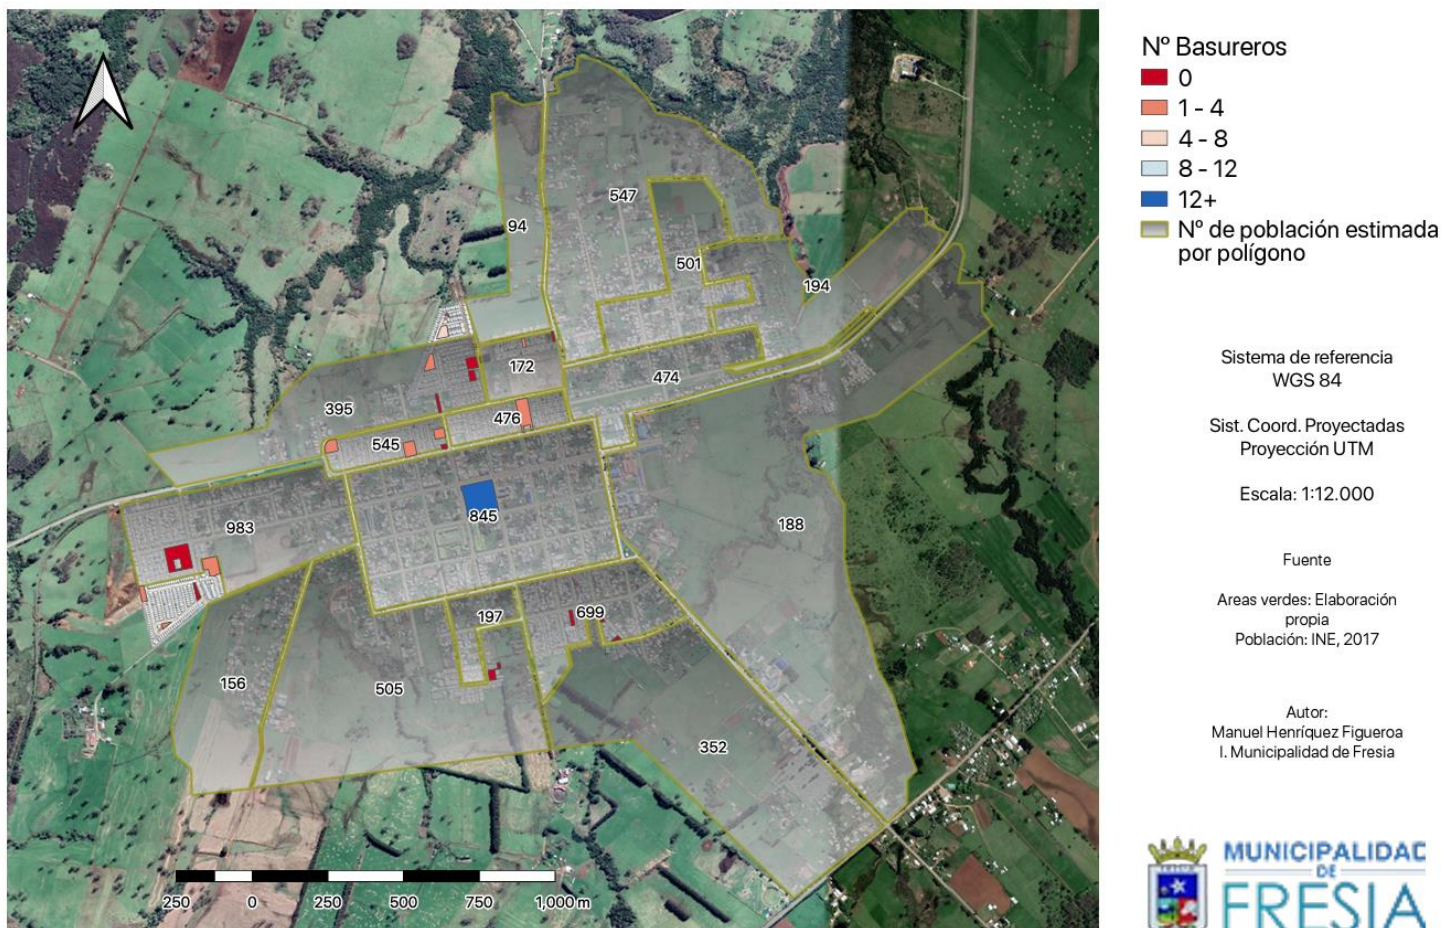 547
94
501
194
172
474
395
476
545
845
983
188
197
699
156
505
352
250 0 250 500 750 1,000 m
Nº Basureros
0
1 - 4
4 - 8
8 - 12
12+
Nº de población estimada
por polígono
Sistema de referencia
WGS 84
Sist. Coord. Proyectadas
Proyección UTM
Escala: 1:12.000
Fuente
Areas verdes: Elaboración
propia
Población: INE, 2017
Autor:
Manuel Henríquez Figueroa
I. Municipalidad de Fresia
MUNICIPALIDAD
DE
FRESIA